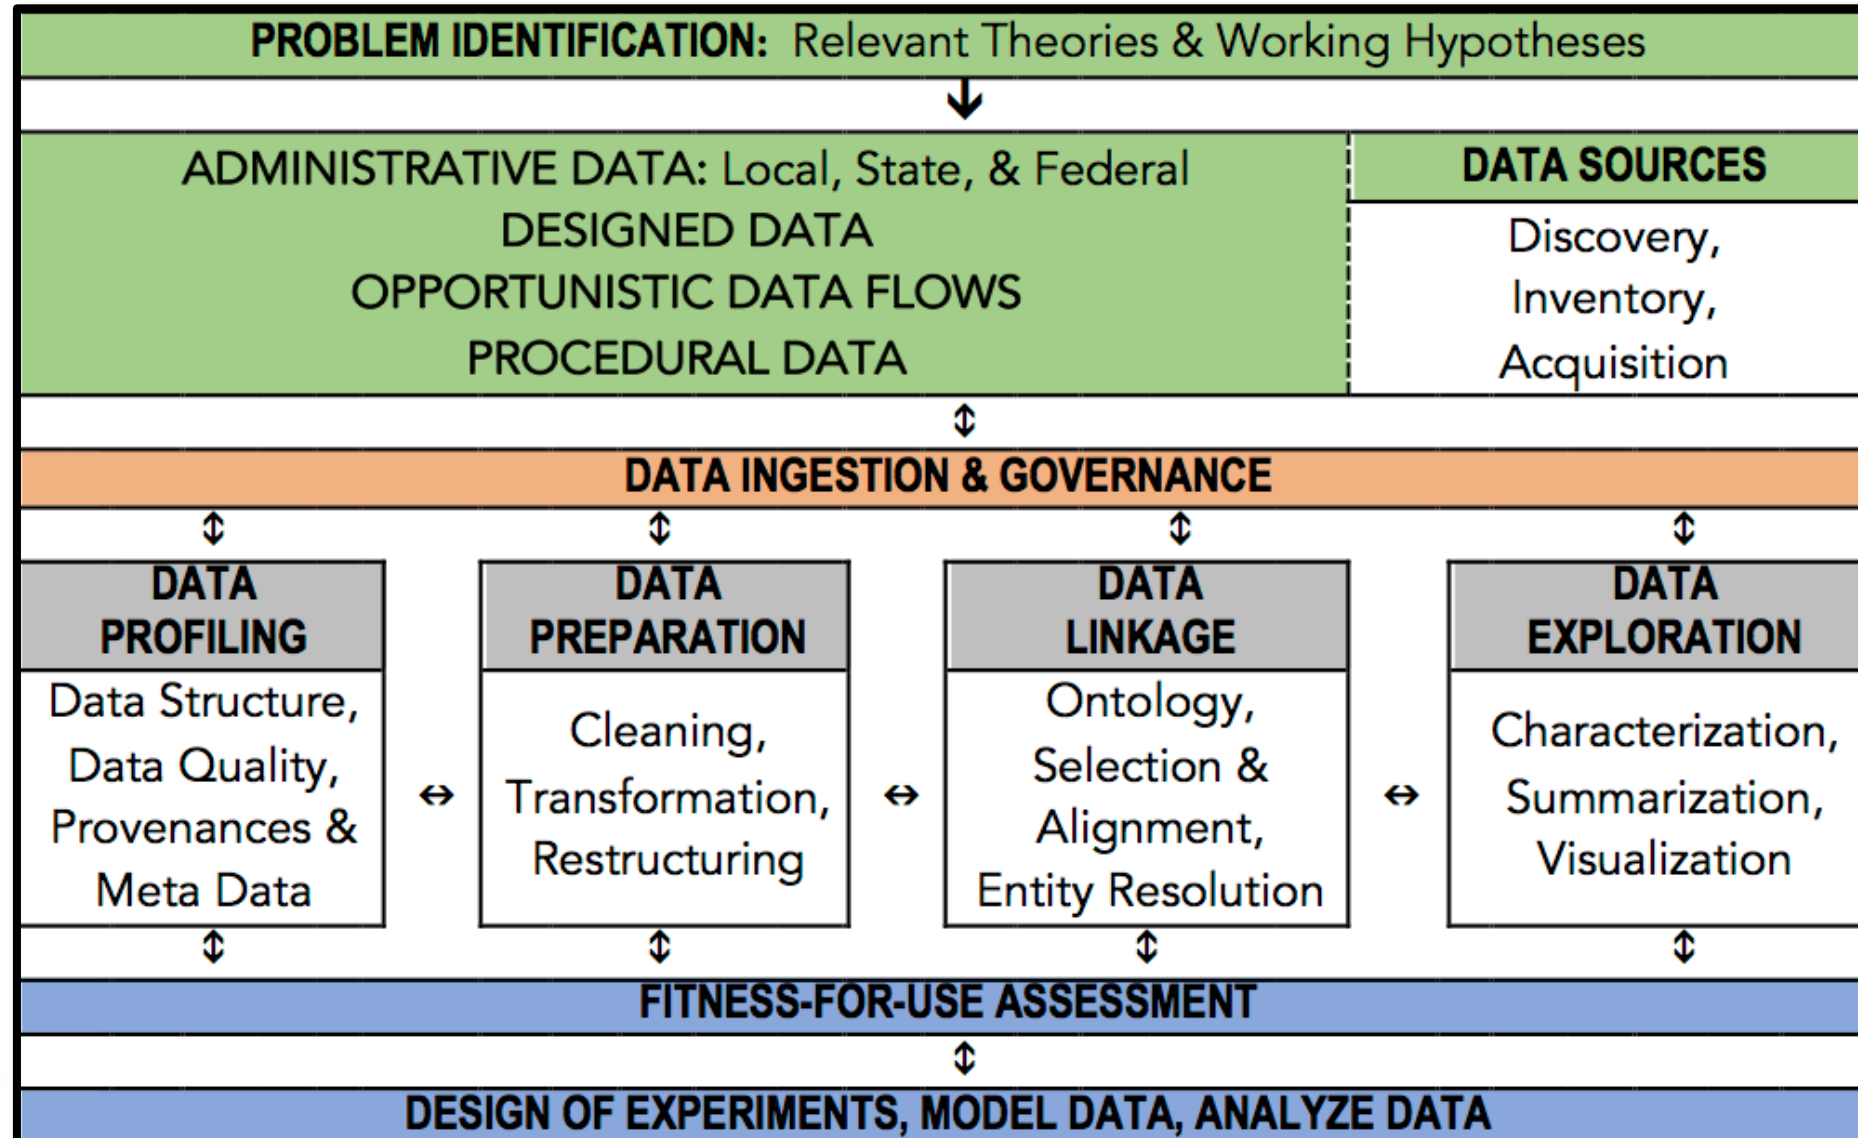 PROBLEM IDENTIFICATION: Relevant Theories & Working Hypotheses
ADMINISTRATIVE DATA: Local, State, & Federal
DESIGNED DATA
OPPORTUNISTIC DATA FLOWS
PROCEDURAL DATA
DATA SOURCES
Discovery,
Inventory,
Acquisition
DATA INGESTION & GOVERNANCE
DATA
PROFILING
Data Structure,
Data Quality,
Provenances &
Meta Data
DATA
PREPARATION
Cleaning,
Transformation,
Restructuring
DATA
LINKAGE
Ontology,
Selection &
Alignment,
Entity Resolution
DATA
EXPLORATION
Characterization,
Summarization,
Visualization
FITNESS-FOR-USE ASSESSMENT
DESIGN OF EXPERIMENTS, MODEL DATA, ANALYZE DATA